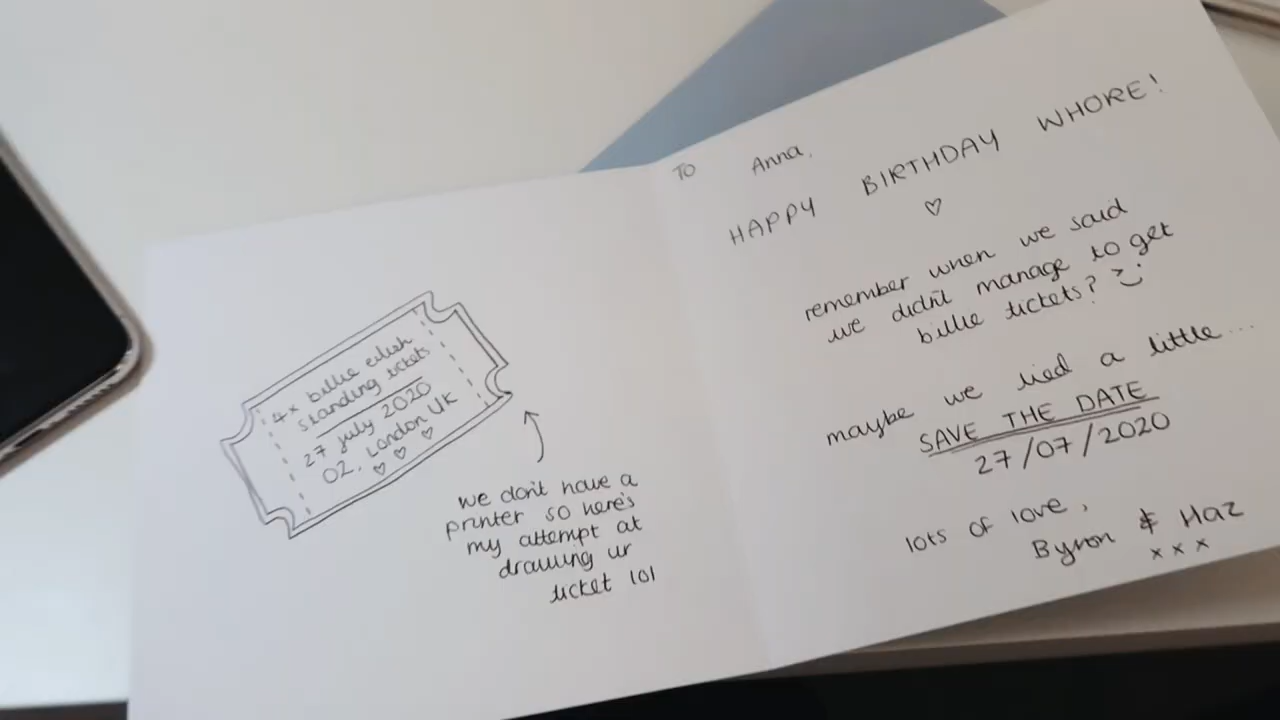 4x billie eilish
standing tickets
27 july 2020
O2, London UK
♡ ♡ ♡
we don't have a
printer so here's
my attempt at
drawing ur
ticket lol
To Anna,
HAPPY BIRTHDAY WHORE!
♡
remember when we said
we didn't manage to get
billie tickets? :)
maybe we lied a little...
SAVE THE DATE
27/07/2020
lots of love,
Byron & Haz
x x x